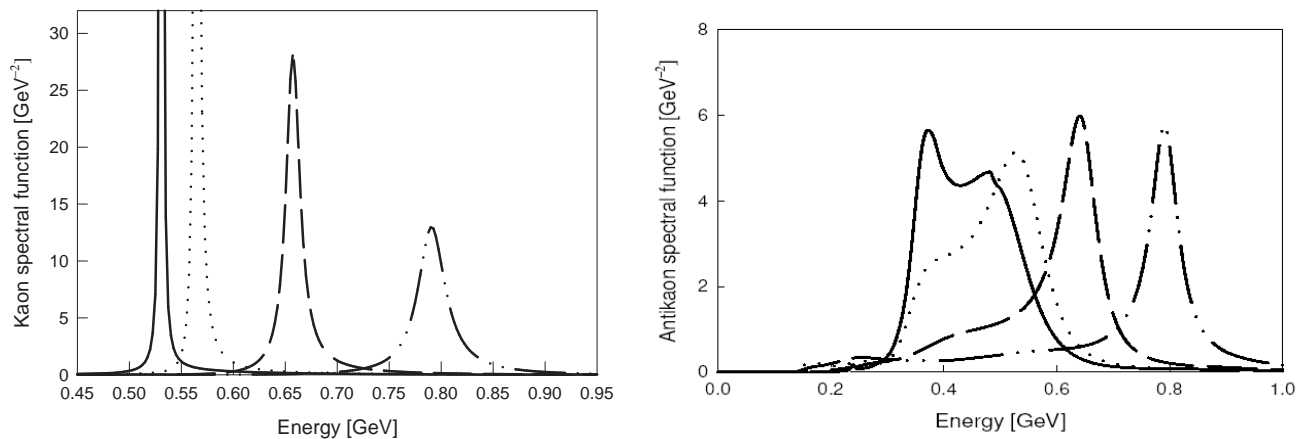 Kaon spectral function [GeV⁻²]
30
25
20
15
10
5
0
0.45 0.50 0.55 0.60 0.65 0.70 0.75 0.80 0.85 0.90 0.95
Energy [GeV]
Antikaon spectral function [GeV⁻²]
8
6
4
2
0
0.0 0.2 0.4 0.6 0.8 1.0
Energy [GeV]